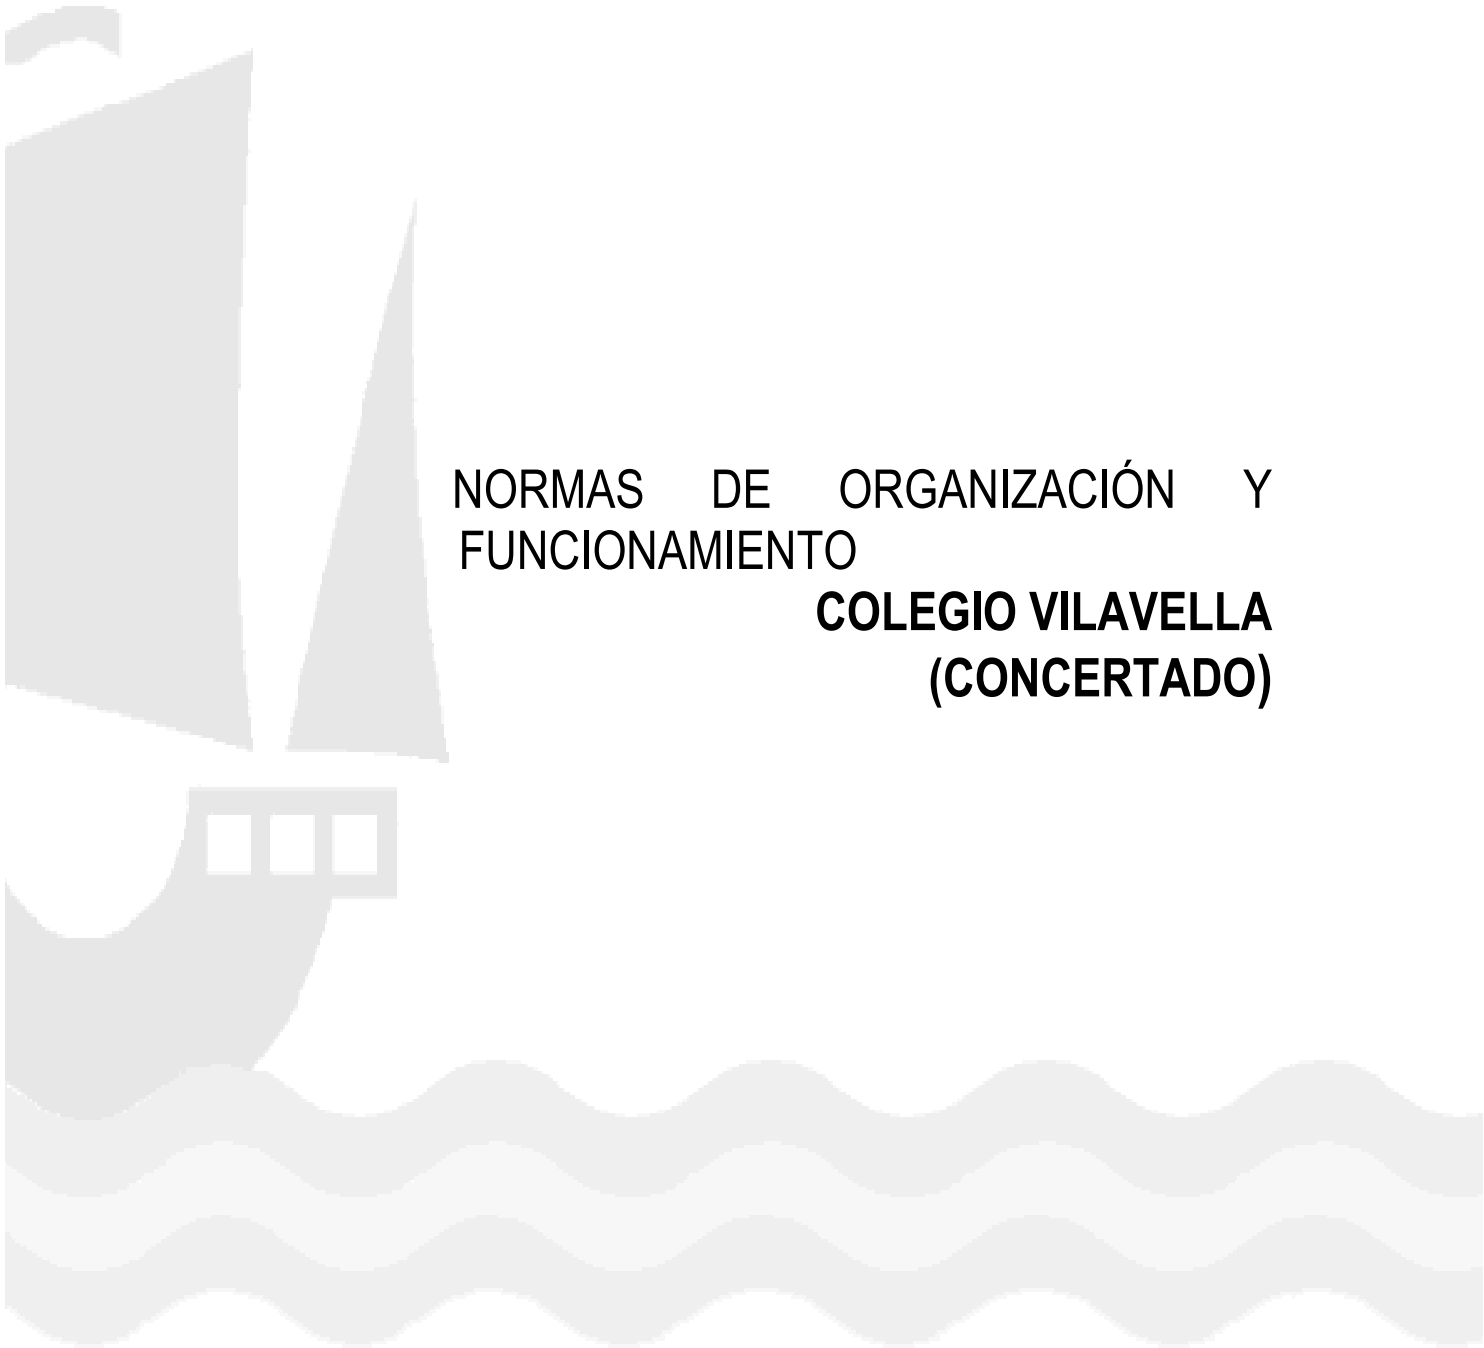 NORMAS DE ORGANIZACIÓN Y
FUNCIONAMIENTO
COLEGIO VILAVELLA
(CONCERTADO)